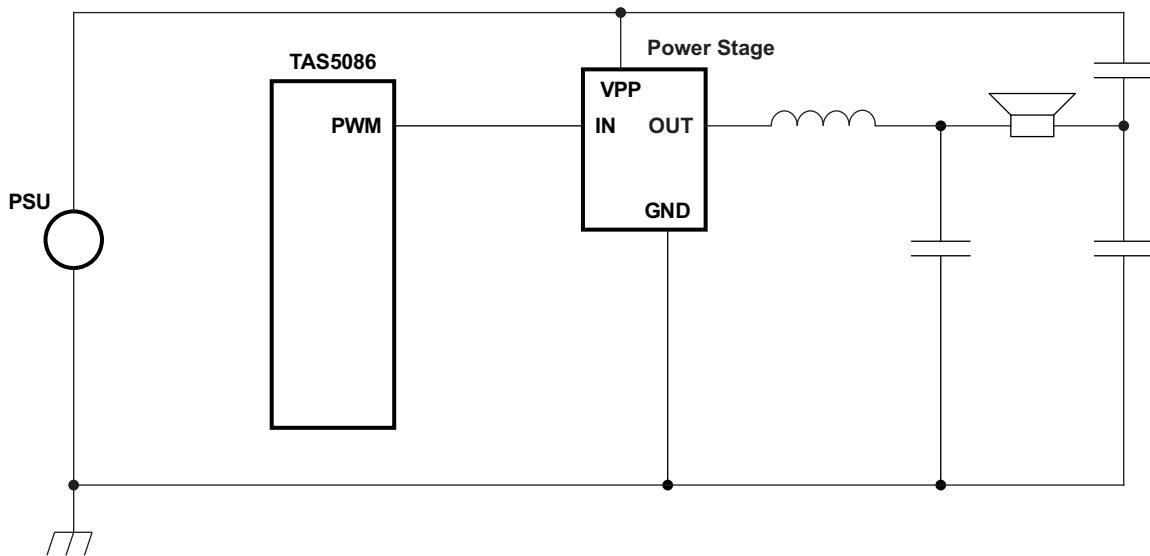 Power Stage
TAS5086
VPP
PWM
IN
OUT
PSU
GND